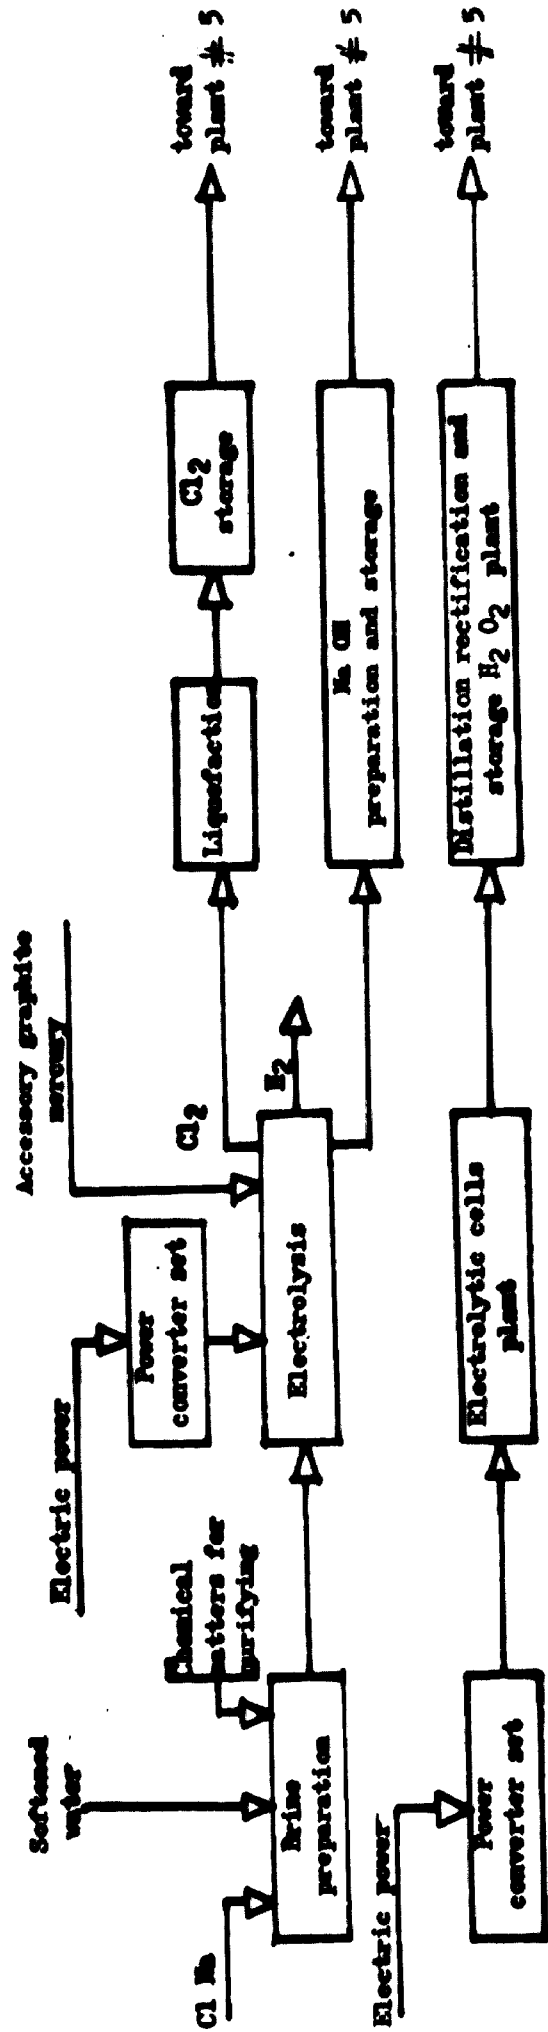 Cl Na
Softened
water
Chemical
matters for
purifying
Brine
preparation
Electric power
Power
converter set
Accessory graphite
mercury
Electrolysis
Cl2
H2
Liquefaction
Cl2
storage
toward
plant # 5
Na OH
preparation and storage
toward
plant # 5
Electric power
Power
converter set
Electrolytic cells
plant
Distillation rectification and
storage H2 O2 plant
toward
plant # 5